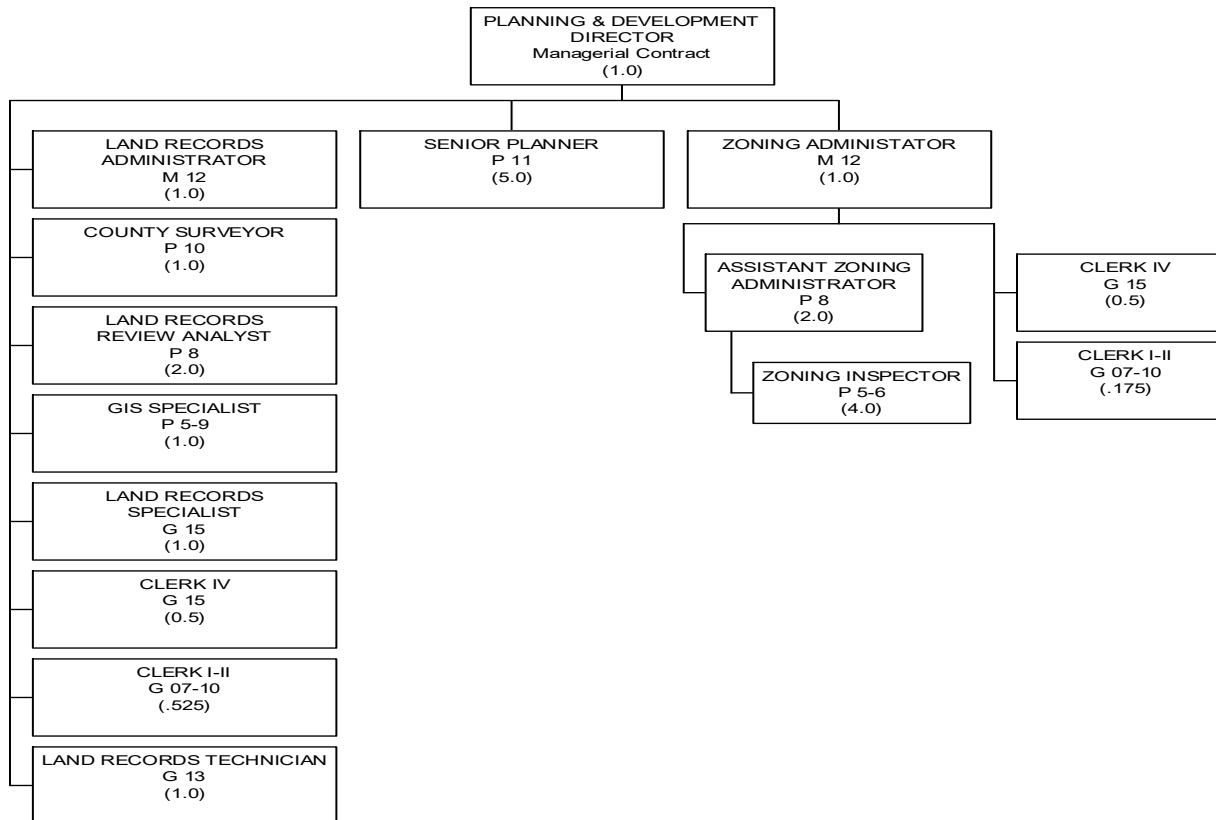 PLANNING & DEVELOPMENT
DIRECTOR
Managerial Contract
(1.0)
LAND RECORDS
ADMINISTRATOR
M 12
(1.0)
SENIOR PLANNER
P 11
(5.0)
ZONING ADMINISTATOR
M 12
(1.0)
COUNTY SURVEYOR
P 10
(1.0)
LAND RECORDS
REVIEW ANALYST
P 8
(2.0)
GIS SPECIALIST
P 5-9
(1.0)
LAND RECORDS
SPECIALIST
G 15
(1.0)
CLERK IV
G 15
(0.5)
CLERK I-II
G 07-10
(.525)
LAND RECORDS TECHNICIAN
G 13
(1.0)
ASSISTANT ZONING
ADMINISTRATOR
P 8
(2.0)
ZONING INSPECTOR
P 5-6
(4.0)
CLERK IV
G 15
(0.5)
CLERK I-II
G 07-10
(.175)